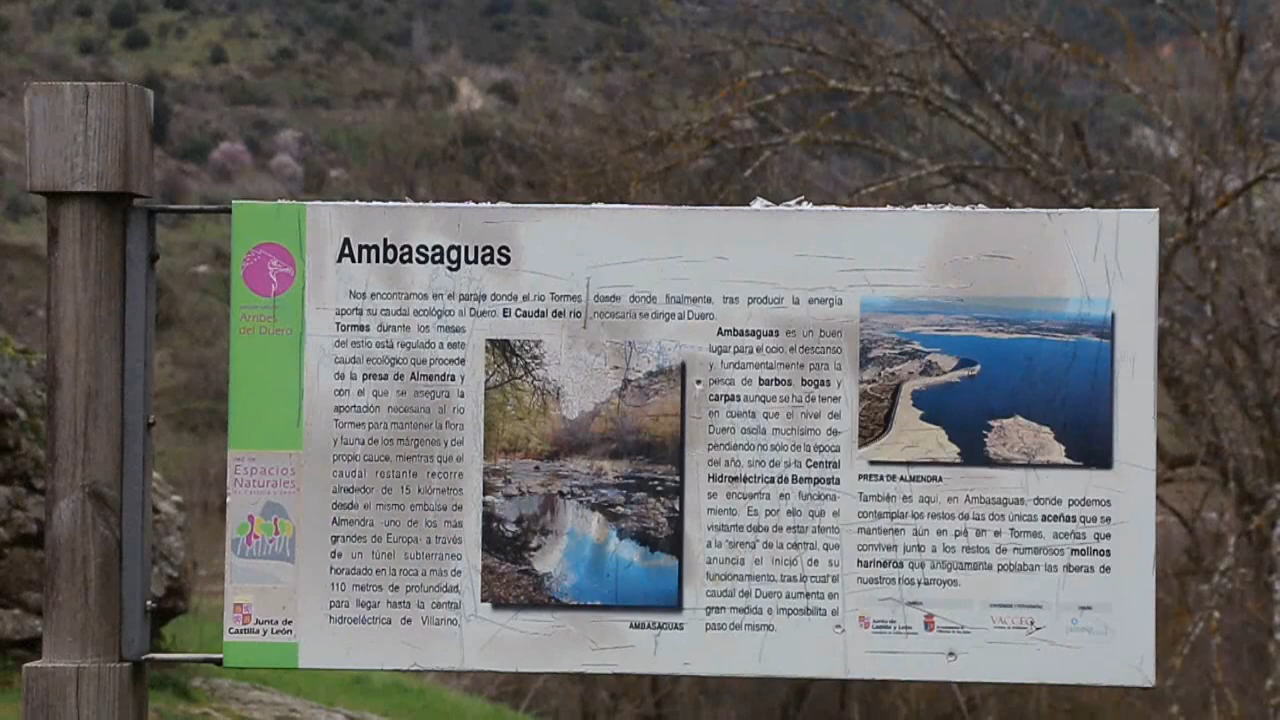 Ambasaguas
Nos encontramos en el paraje donde el rio Tormes
aporta su caudal ecológico al Duero. El Caudal del río
Tormes durante los meses
del estío está regulado a este
caudal ecológico que procede
de la presa de Almendra y
con el que se asegura la
aportación necesaria al río
Tormes para mantener la flora
y fauna de los márgenes y del
propio cauce, mientras que el
caudal restante recorre
alrededor de 15 kilómetros
desde el mismo embalse de
Almendra -uno de los más
grandes de Europa- a través
de un túnel subterraneo
horadado en la roca a más de
110 metros de profundidad,
para llegar hasta la central
hidroeléctrica de Villarino,
desde donde finalmente, tras producir la energía
necesaria se dirige al Duero.
Ambasaguas es un buen
lugar para el ocio, el descanso
y, fundamentalmente para la
pesca de barbos, bogas y
carpas aunque se ha de tener
en cuenta que el nivel del
Duero oscila muchísimo de-
pendiendo no sólo de la época
del año, sino de si la Central
Hidroeléctrica de Bemposta
se encuentra en funciona-
miento. Es por ello que el
visitante debe de estar atento
a la "sirena" de la central, que
anuncia el inicio de su
funcionamiento, tras lo cual el
caudal del Duero aumenta en
gran medida e imposibilita el
paso del mismo.
AMBASAGUAS
PRESA DE ALMENDRA
También es aquí, en Ambasaguas, donde podemos
contemplar los restos de las dos únicas aceñas que se
mantienen aún en pie en el Tormes, aceñas que
conviven junto a los restos de numerosos molinos
harineros que antiguamente poblaban las riberas de
nuestros ríos y arroyos.
Arribes
del Duero
Espacios
Naturales
de Castilla y León
Junta de
Castilla y León
Junta de
Castilla y León
VACCEO